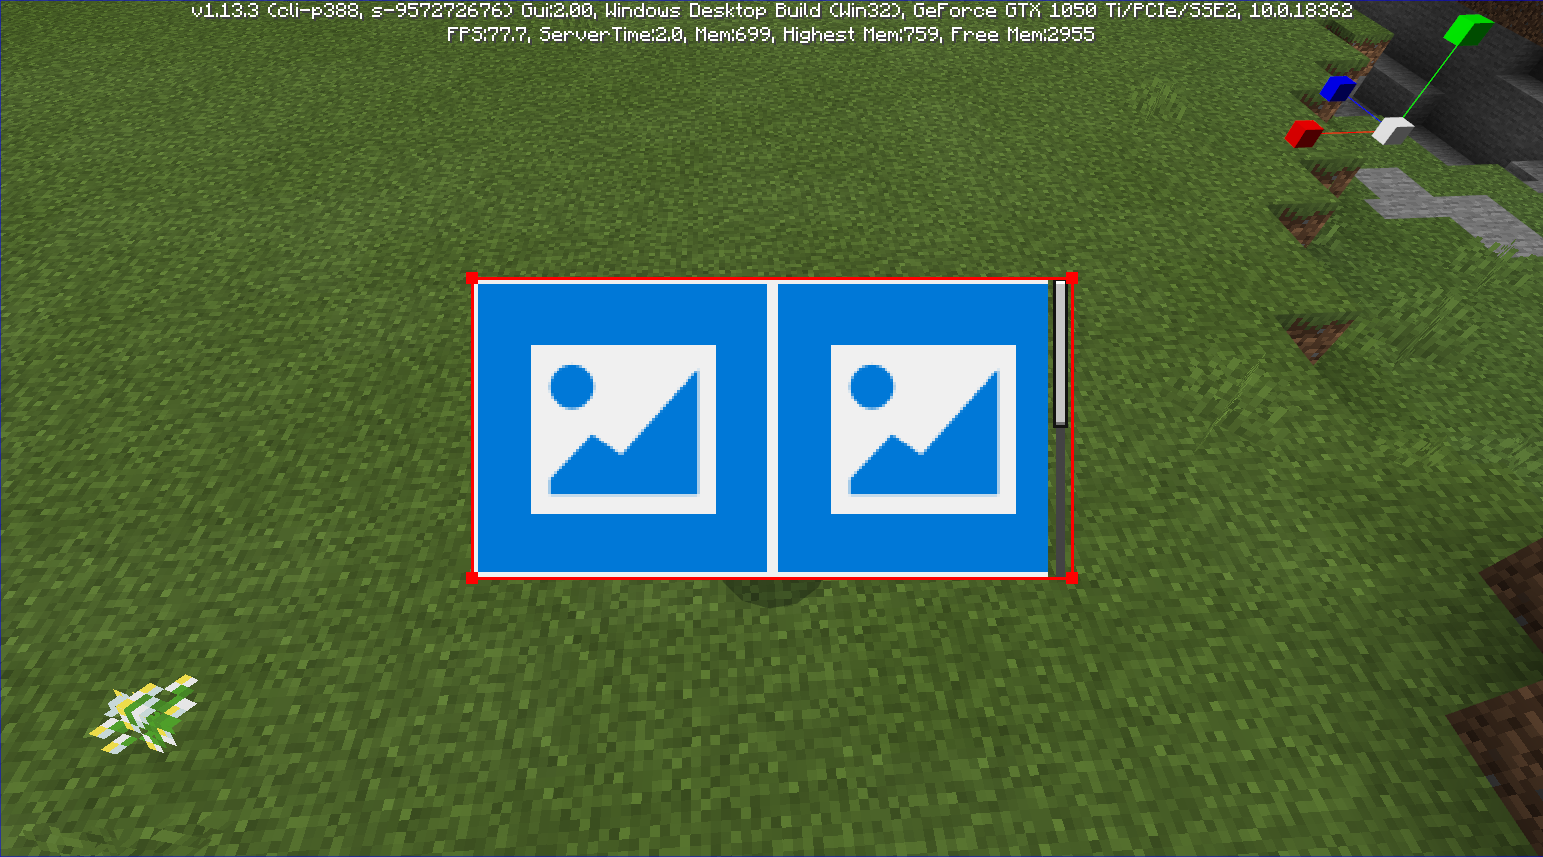 v1.13.3 (cli-p388, s-957272676) Gui:2.00, Windows Desktop Build (Win32), GeForce GTX 1050 Ti/PCIe/SSE2, 10.0.18362
FPS:77.7, ServerTime:2.0, Mem:699, Highest Mem:759, Free Mem:2955